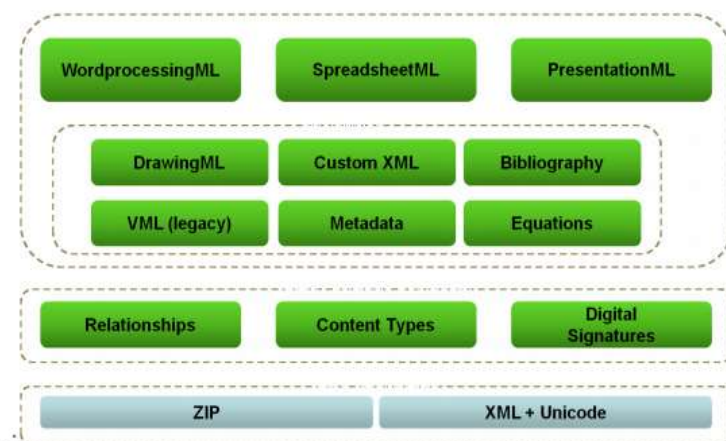 WordprocessingML
SpreadsheetML
PresentationML
DrawingML
Custom XML
Bibliography
VML (legacy)
Metadata
Equations
Relationships
Content Types
Digital
Signatures
ZIP
XML + Unicode